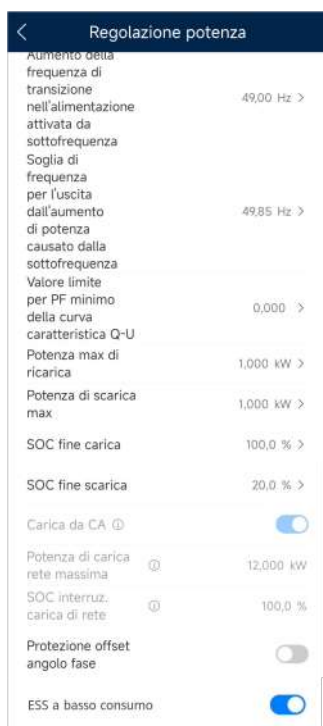 Regolazione potenza
Aumento della
frequenza di
transizione
nell'alimentazione
attivata da
sottofrequenza
49,00 Hz >
Soglia di
frequenza
per l'uscita
dall'aumento
di potenza
causato dalla
sottofrequenza
49,85 Hz >
Valore limite
per PF minimo
della curva
caratteristica Q-U
0,000 >
Potenza max di
ricarica
1,000 kW >
Potenza di scarica
max
1,000 kW >
SOC fine carica
100,0 % >
SOC fine scarica
20,0 % >
Carica da CA
Potenza di carica
rete massima
12,000 kW
SOC interruz.
carica di rete
100,0 %
Protezione offset
angolo fase
ESS a basso consumo